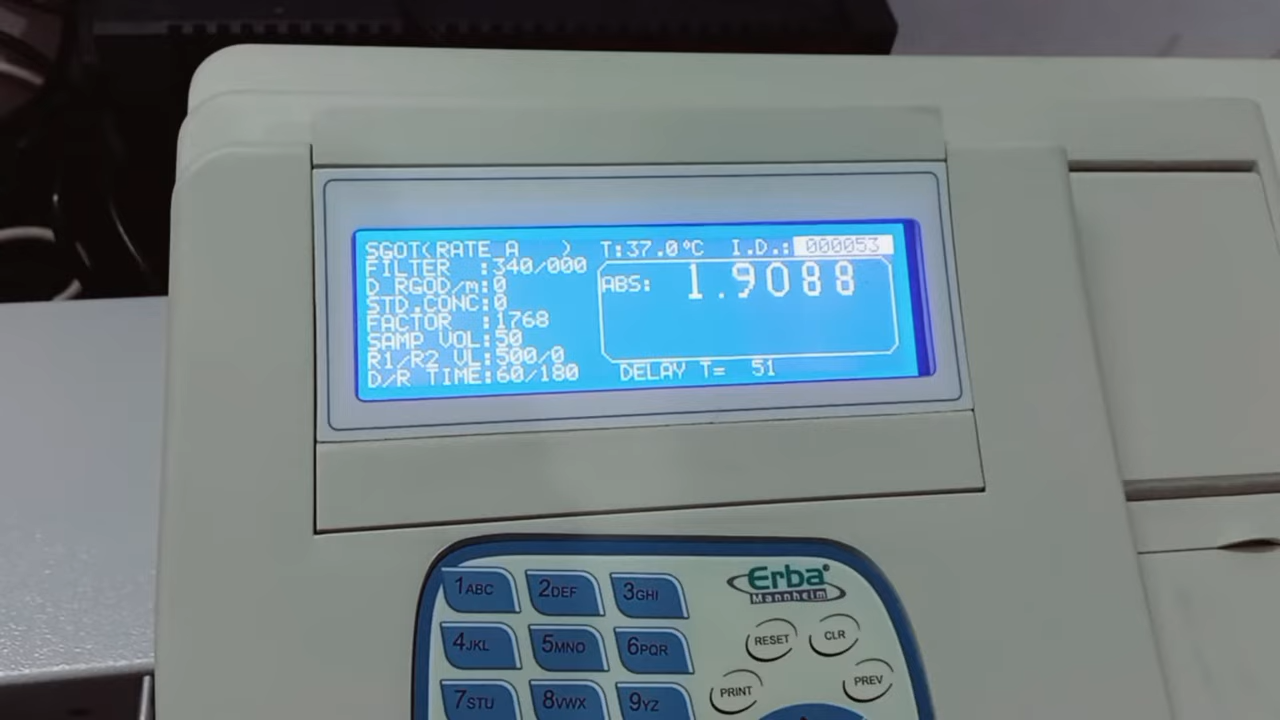 SGOT(RATE A   ) T:37.0°C I.D.: 000053
FILTER :340/000
D RGOD/m:0
STD.CONC:0
FACTOR :1768
SAMP VOL:50
R1/R2 VL:500/0
D/R TIME:60/180
ABS: 1.9088
DELAY T= 51
Erba®
Mannheim
1ABC 2DEF 3GHI
4JKL 5MNO 6PQR
7STU 8VWX 9YZ
RESET CLR
PRINT PREV